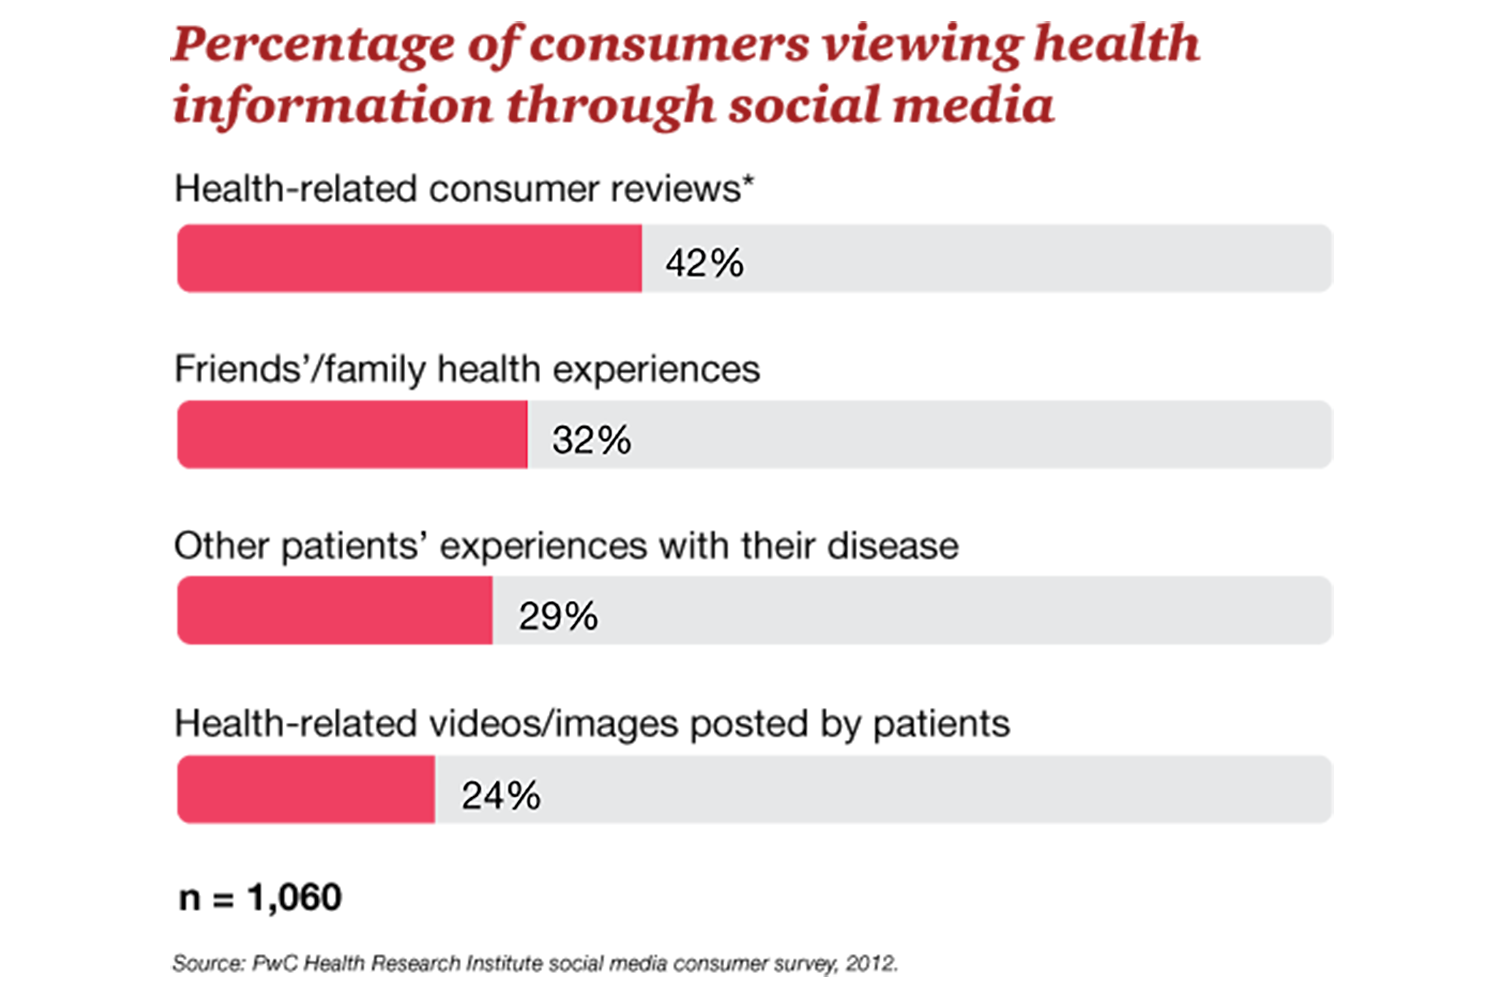 Percentage of consumers viewing health
information through social media
Health-related consumer reviews*
42%
Friends’/family health experiences
32%
Other patients’ experiences with their disease
29%
Health-related videos/images posted by patients
24%
n = 1,060
Source: PwC Health Research Institute social media consumer survey, 2012.